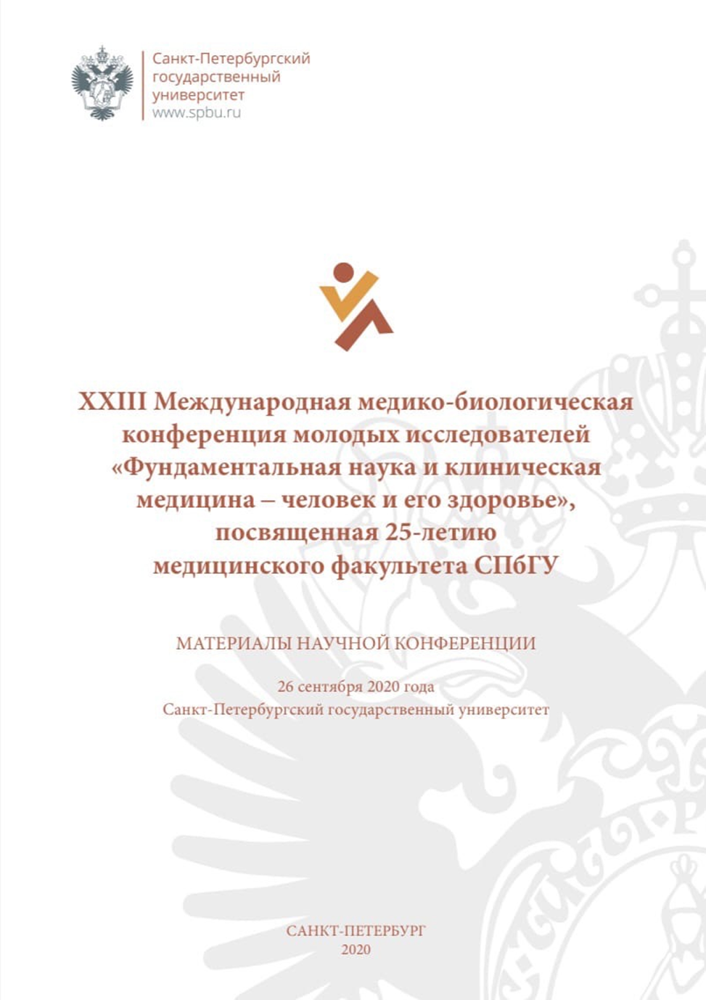 Санкт-Петербургский
государственный
университет
www.spbu.ru
XXIII Международная медико-биологическая
конференция молодых исследователей
«Фундаментальная наука и клиническая
медицина – человек и его здоровье»,
посвященная 25-летию
медицинского факультета СПбГУ
МАТЕРИАЛЫ НАУЧНОЙ КОНФЕРЕНЦИИ
26 сентября 2020 года
Санкт-Петербургский государственный университет
САНКТ-ПЕТЕРБУРГ
2020